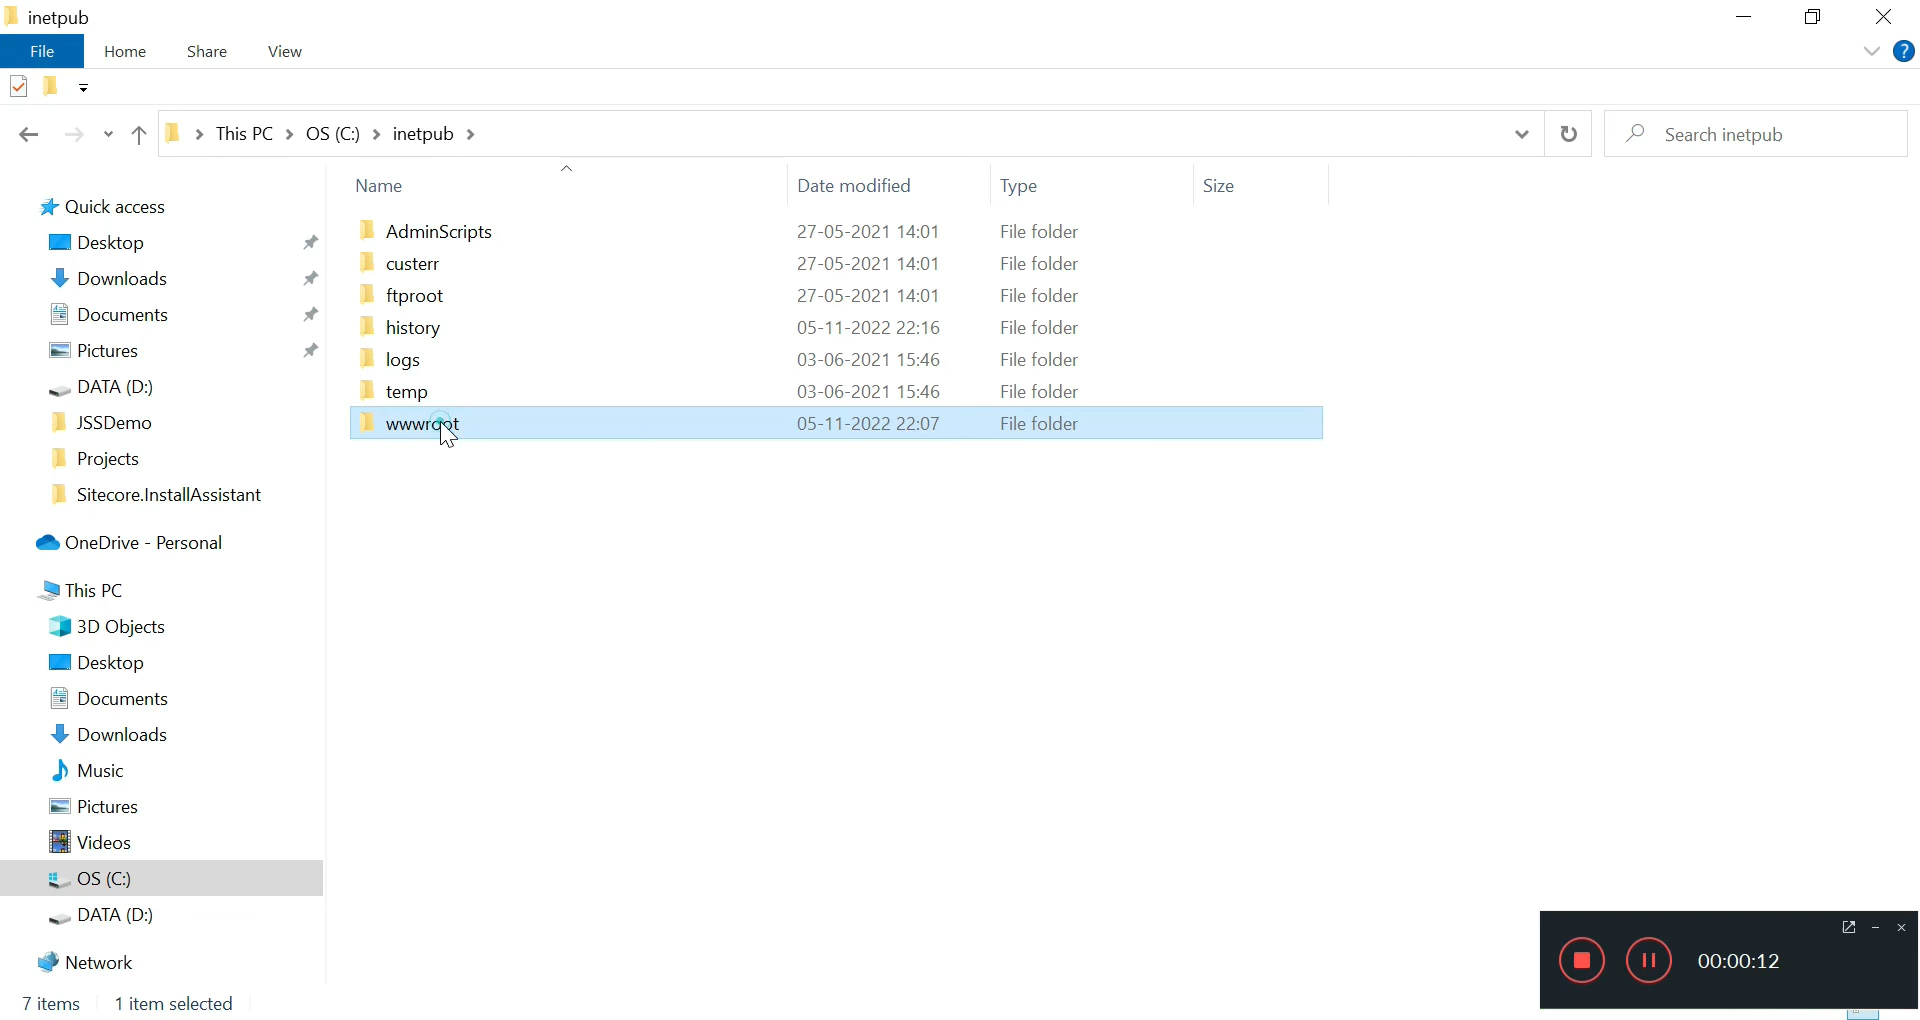 inetpub
File Home Share View
?
This PC > OS (C:) > inetpub >
Search inetpub
Name Date modified Type Size
Quick access
Desktop
Downloads
Documents
Pictures
DATA (D:)
JSSDemo
Projects
Sitecore.InstallAssistant
OneDrive - Personal
This PC
3D Objects
Desktop
Documents
Downloads
Music
Pictures
Videos
OS (C:)
DATA (D:)
Network
AdminScripts 27-05-2021 14:01 File folder
custerr 27-05-2021 14:01 File folder
ftproot 27-05-2021 14:01 File folder
history 05-11-2022 22:16 File folder
logs 03-06-2021 15:46 File folder
temp 03-06-2021 15:46 File folder
wwwroot 05-11-2022 22:07 File folder
00:00:12
7 items 1 item selected